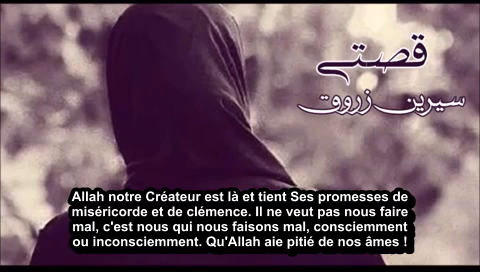 قصتي
سيرين زروق
Allah notre Créateur est là et tient Ses promesses de
miséricorde et de clémence. Il ne veut pas nous faire
mal, c'est nous qui nous faisons mal, consciemment
ou inconsciemment. Qu'Allah aie pitié de nos âmes !